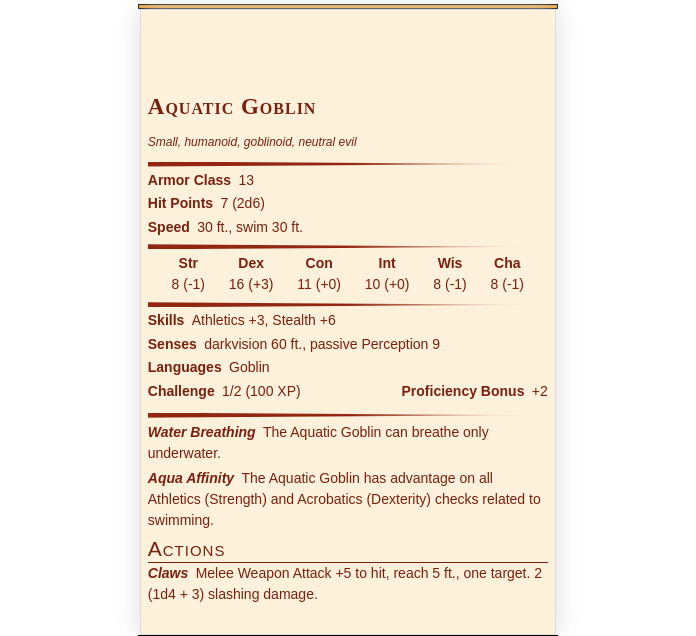 Aquatic Goblin
Small, humanoid, goblinoid, neutral evil
Armor Class 13
Hit Points 7 (2d6)
Speed 30 ft., swim 30 ft.
Str Dex Con Int Wis Cha
8 (-1) 16 (+3) 11 (+0) 10 (+0) 8 (-1) 8 (-1)
Skills Athletics +3, Stealth +6
Senses darkvision 60 ft., passive Perception 9
Languages Goblin
Challenge 1/2 (100 XP) Proficiency Bonus +2
Water Breathing The Aquatic Goblin can breathe only
underwater.
Aqua Affinity The Aquatic Goblin has advantage on all
Athletics (Strength) and Acrobatics (Dexterity) checks related to
swimming.
Actions
Claws Melee Weapon Attack +5 to hit, reach 5 ft., one target. 2
(1d4 + 3) slashing damage.